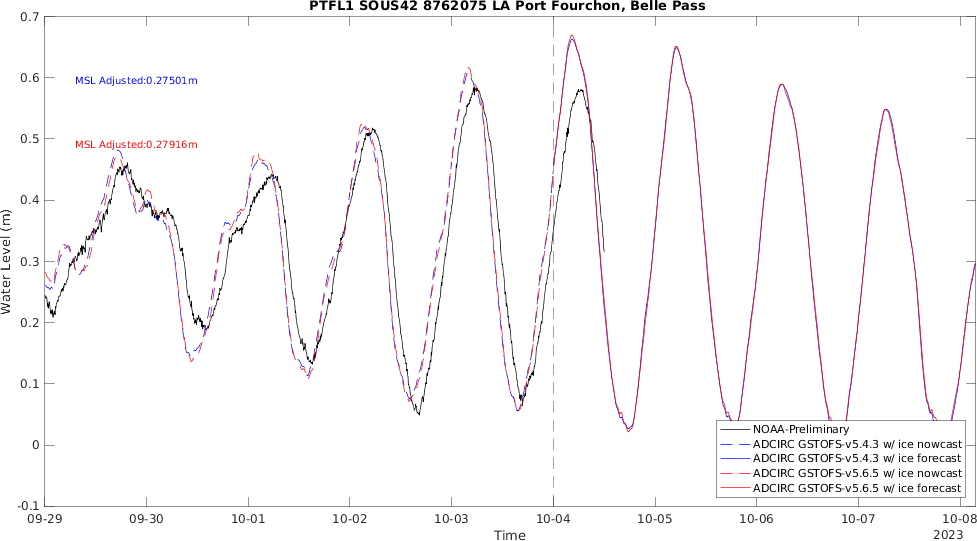 PTFL1 SOUS42 8762075 LA Port Fourchon, Belle Pass
0.7
0.6
0.5
0.4
0.3
0.2
0.1
0
-0.1
Water Level (m)
MSL Adjusted:0.27501m
MSL Adjusted:0.27916m
NOAA-Preliminary
ADCIRC GSTOFS-v5.4.3 w/ ice nowcast
ADCIRC GSTOFS-v5.4.3 w/ ice forecast
ADCIRC GSTOFS-v5.6.5 w/ ice nowcast
ADCIRC GSTOFS-v5.6.5 w/ ice forecast
09-29 09-30 10-01 10-02 10-03 10-04 10-05 10-06 10-07 10-08
2023
Time